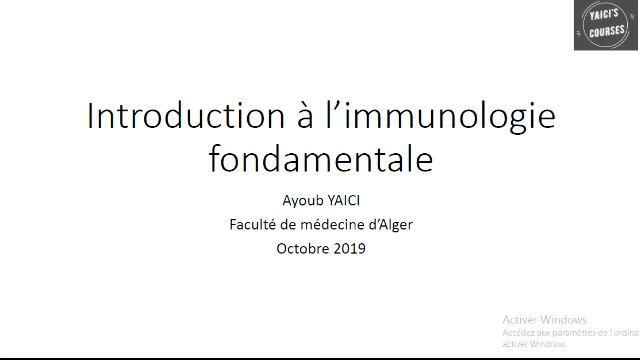 YAICI'S
COURSES
Introduction à l’immunologie
fondamentale
Ayoub YAICI
Faculté de médecine d’Alger
Octobre 2019
Activer Windows
Accédez aux paramètres de l'ordina
activer Windows.